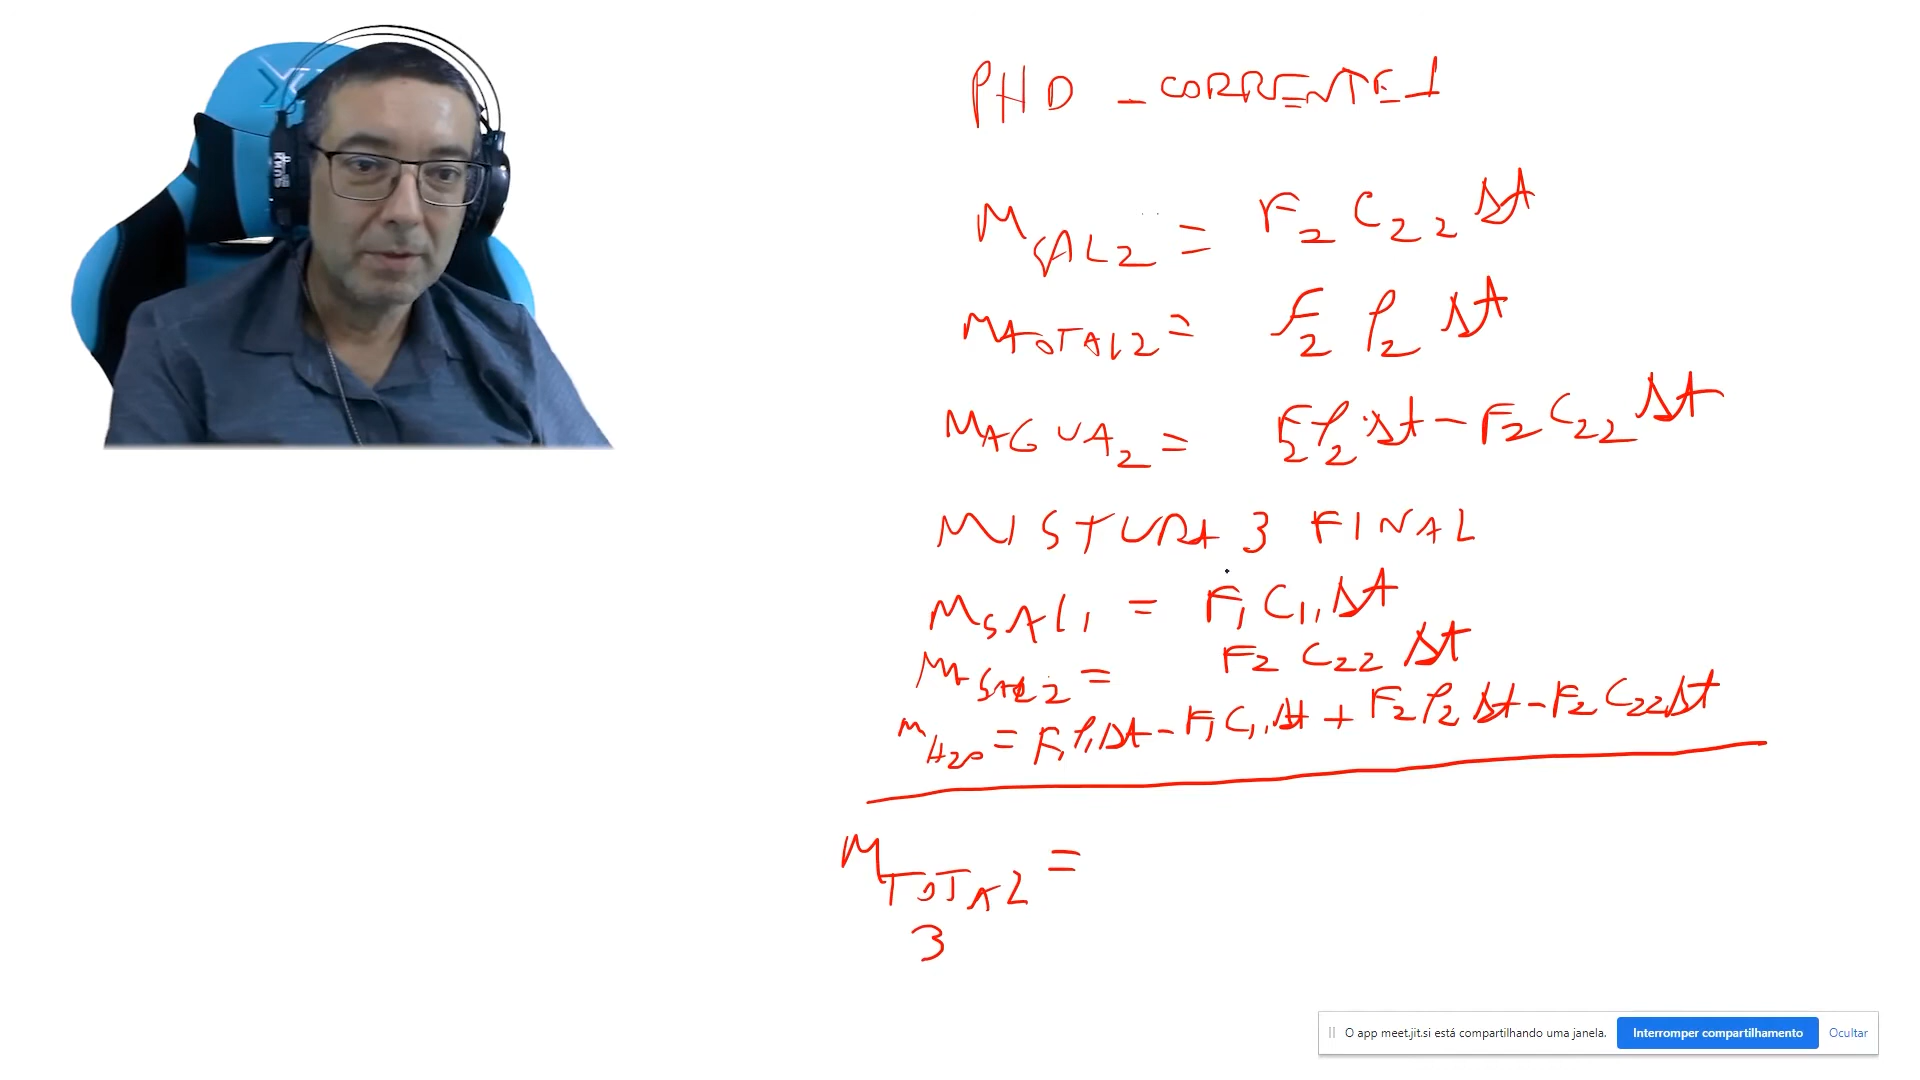 PHD - CORRENTE 1
M SAL2 = F2 C22 Δt
M TOTAL2 = F2 ρ2 Δt
M AGUA2 = F2 ρ2 Δt - F2 C22 Δt
MISTURA 3 FINAL
M SAL1 = F1 C11 Δt
M SAL2 = F2 C22 Δt
m H2O = F1 ρ1 Δt - F1 C11 Δt + F2 ρ2 Δt - F2 C22 Δt
M TOTAL =
3
O app meet.jit.si está compartilhando uma janela. Interromper compartilhamento Ocultar